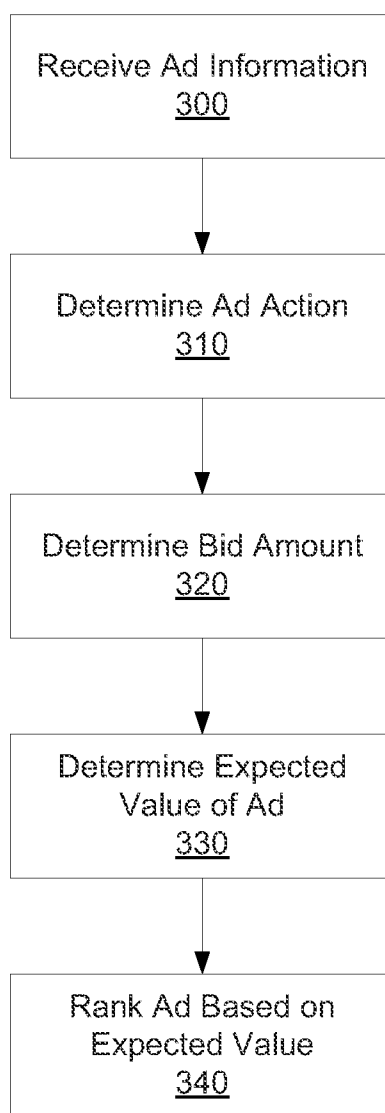 Receive Ad Information
300
Determine Ad Action
310
Determine Bid Amount
320
Determine Expected
Value of Ad
330
Rank Ad Based on
Expected Value
340